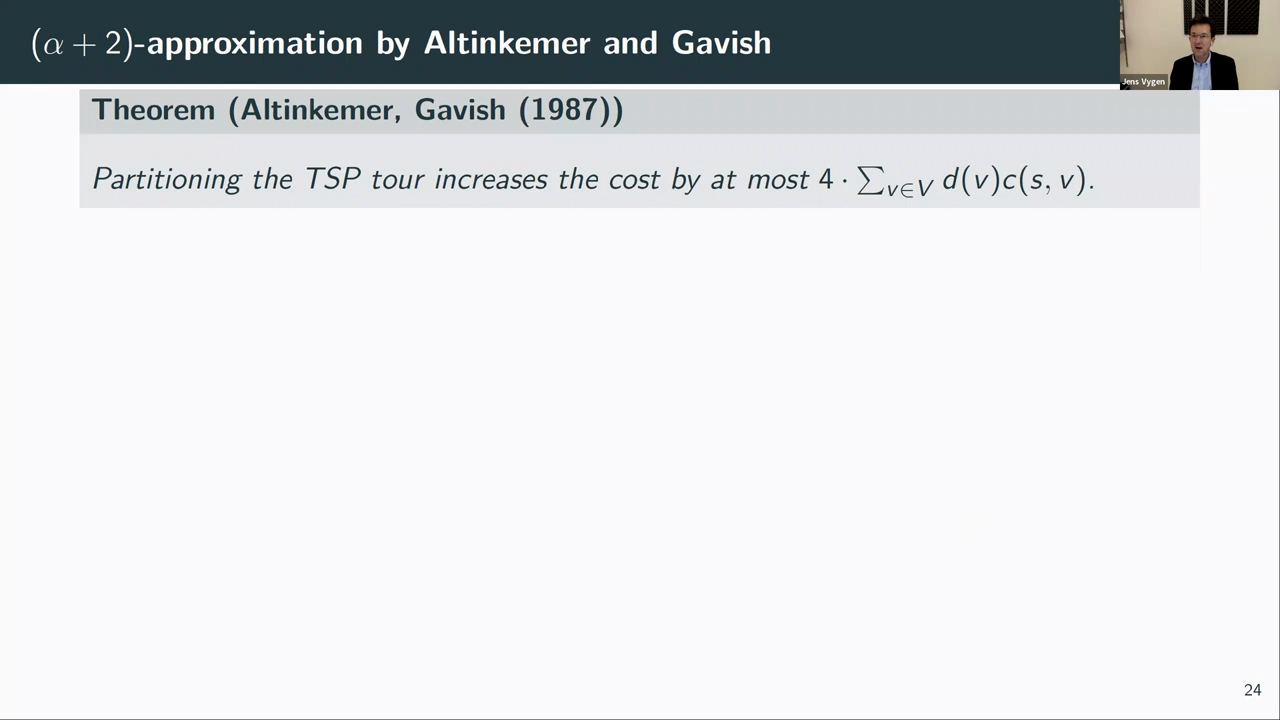 (α + 2)-approximation by Altinkemer and Gavish
Jens Vygen
Theorem (Altinkemer, Gavish (1987))
Partitioning the TSP tour increases the cost by at most 4 · ∑_{v∈V} d(v)c(s, v).
24